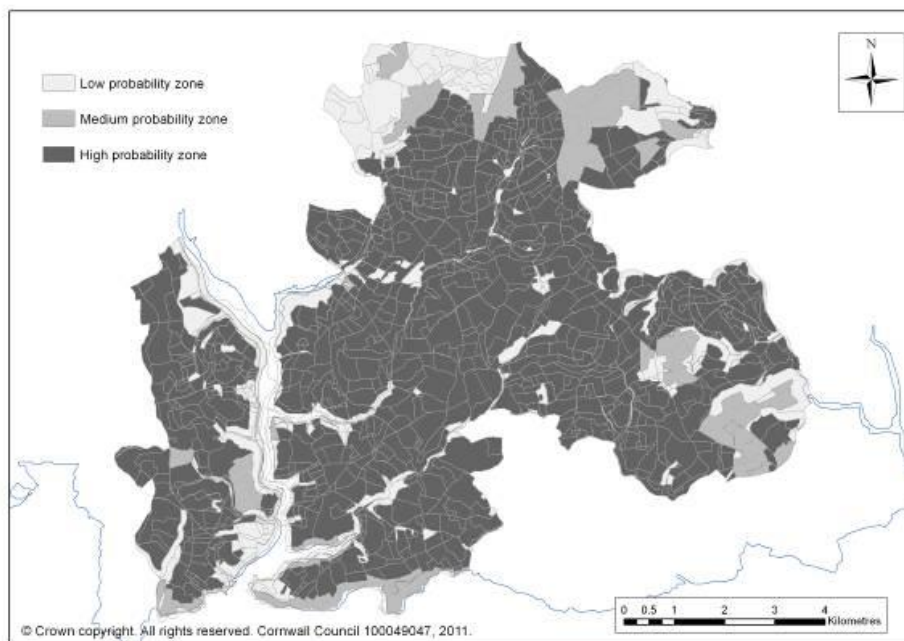 N
Low probability zone
Medium probability zone
High probability zone
0 0.5 1 2 3 4
Kilometres
© Crown copyright. All rights reserved. Cornwall Council 100049047, 2011.